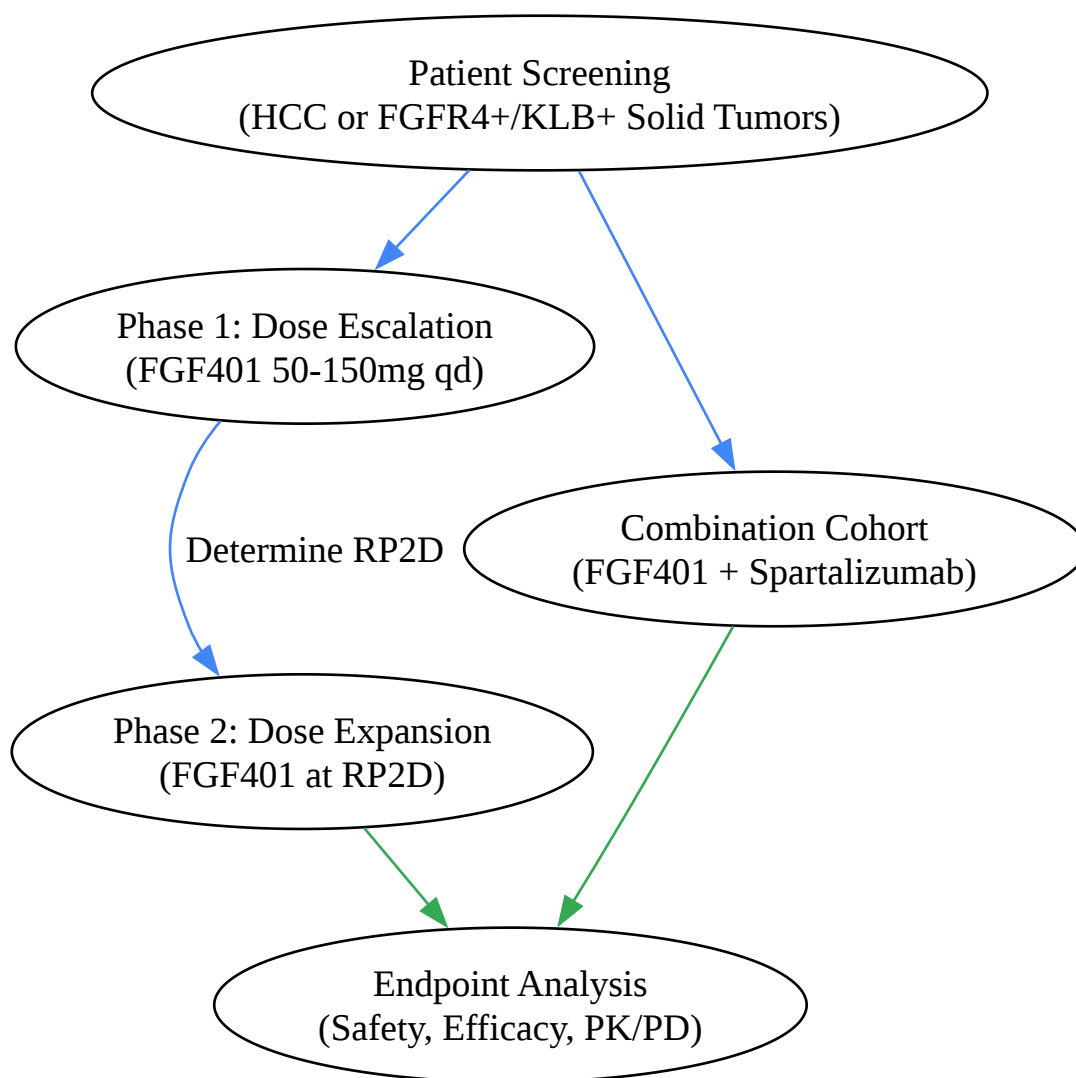 Patient Screening
(HCC or FGFR4+/KLB+ Solid Tumors)
Phase 1: Dose Escalation
(FGF401 50-150mg qd)
Determine RP2D
Combination Cohort
(FGF401 + Spartalizumab)
Phase 2: Dose Expansion
(FGF401 at RP2D)
Endpoint Analysis
(Safety, Efficacy, PK/PD)